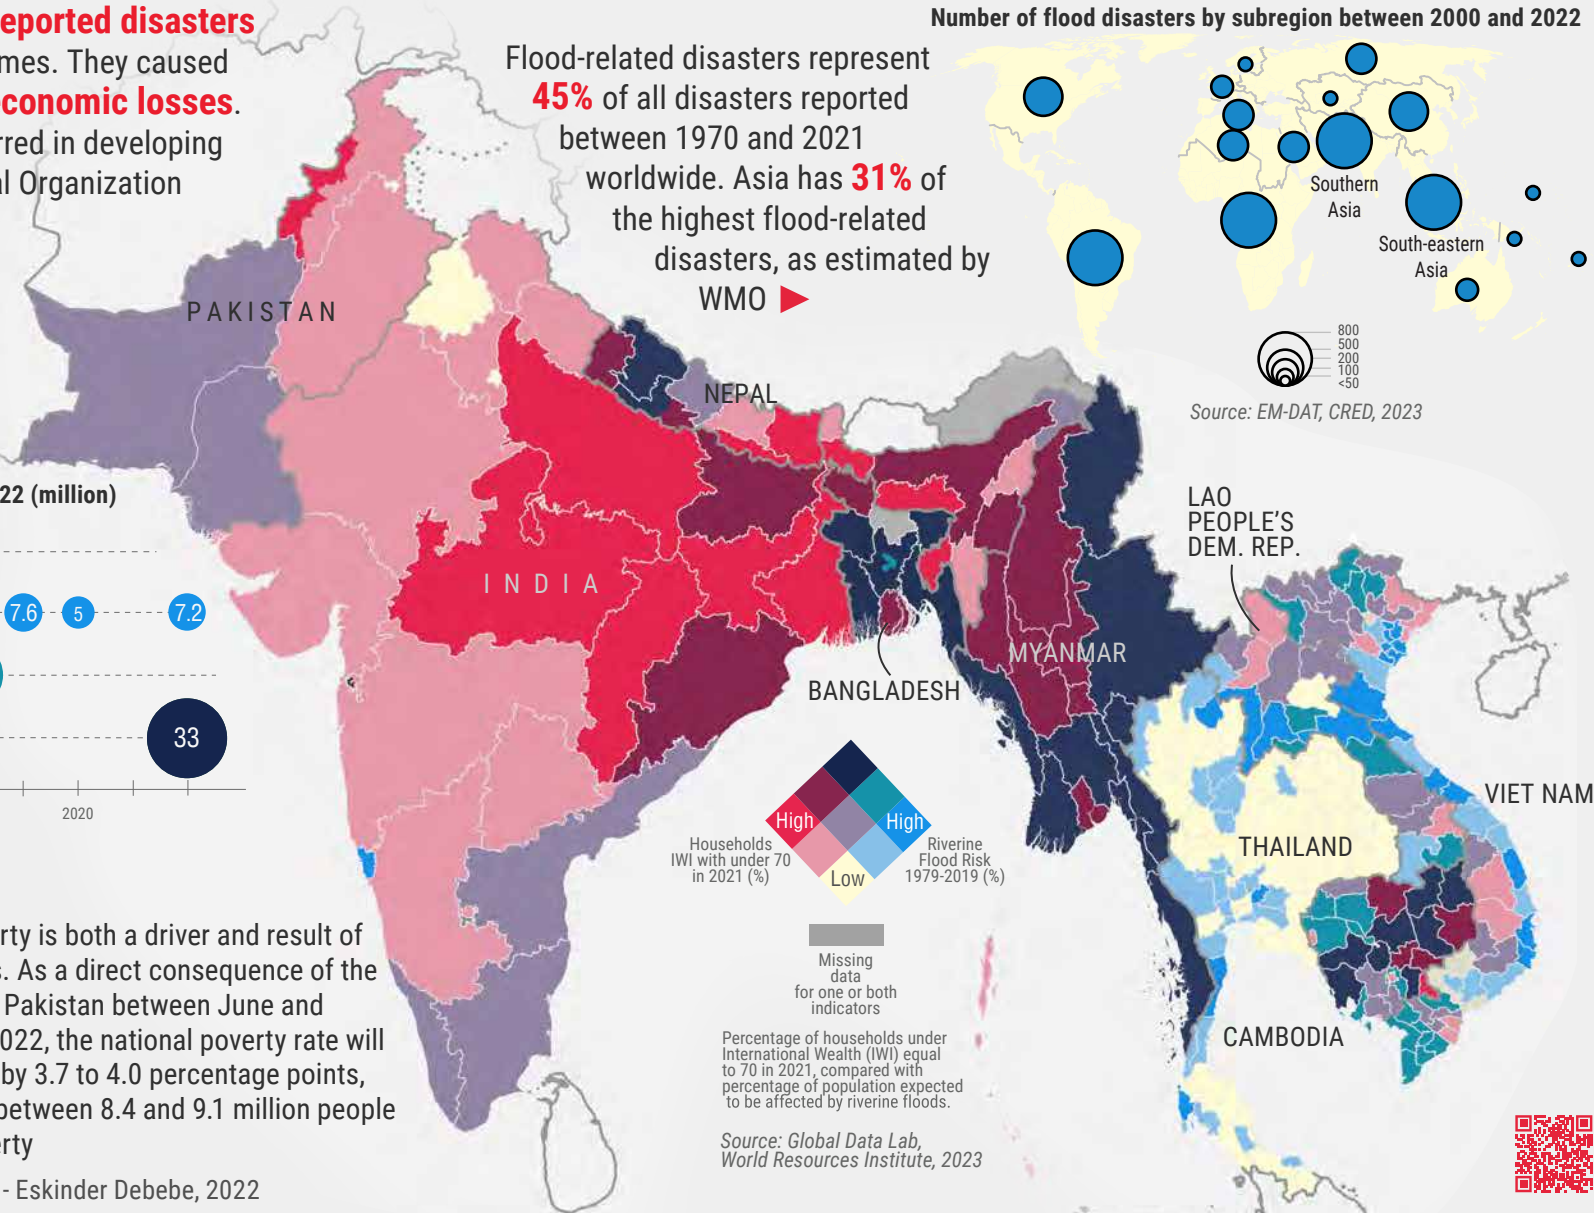 eported disasters
mes. They caused
conomic losses.
rred in developing
al Organization
Flood-related disasters represent
45% of all disasters reported
between 1970 and 2021
worldwide. Asia has 31% of
the highest flood-related
disasters, as estimated by
WMO ▶
Number of flood disasters by subregion between 2000 and 2022
Southern
Asia
South-eastern
Asia
800
500
200
100
<50
Source: EM-DAT, CRED, 2023
PAKISTAN
NEPAL
INDIA
BANGLADESH
MYANMAR
LAO
PEOPLE'S
DEM. REP.
VIET NAM
THAILAND
CAMBODIA
22 (million)
7.6
5
7.2
33
2020
High
High
Low
Households
IWI with under 70
in 2021 (%)
Riverine
Flood Risk
1979-2019 (%)
Missing
data
for one or both
indicators
Percentage of households under
International Wealth (IWI) equal
to 70 in 2021, compared with
percentage of population expected
to be affected by riverine floods.
Source: Global Data Lab,
World Resources Institute, 2023
rty is both a driver and result of
s. As a direct consequence of the
Pakistan between June and
022, the national poverty rate will
by 3.7 to 4.0 percentage points,
between 8.4 and 9.1 million people
erty
- Eskinder Debebe, 2022